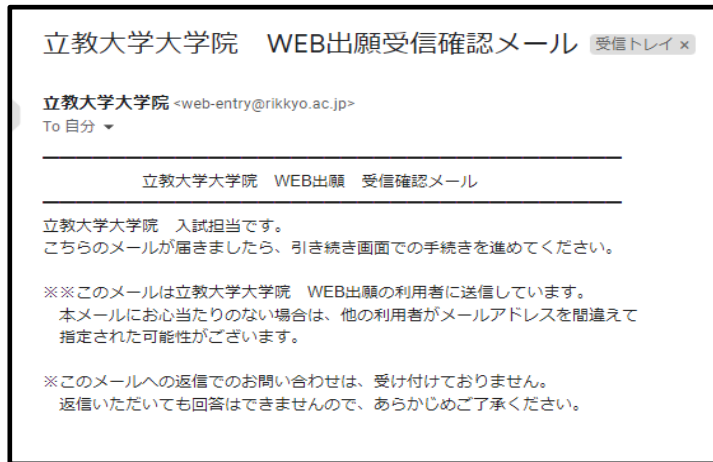 立教大学大学院　WEB出願受信確認メール 受信トレイ ×
立教大学大学院 <web-entry@rikkyo.ac.jp>
To 自分
立教大学大学院　WEB出願　受信確認メール
立教大学大学院　入試担当です。
こちらのメールが届きましたら、引き続き画面での手続きを進めてください。
※※このメールは立教大学大学院　WEB出願の利用者に送信しています。
本メールにお心当たりのない場合は、他の利用者がメールアドレスを間違えて
指定された可能性がございます。
※このメールへの返信でのお問い合わせは、受け付けておりません。
返信いただいても回答はできませんので、あらかじめご了承ください。